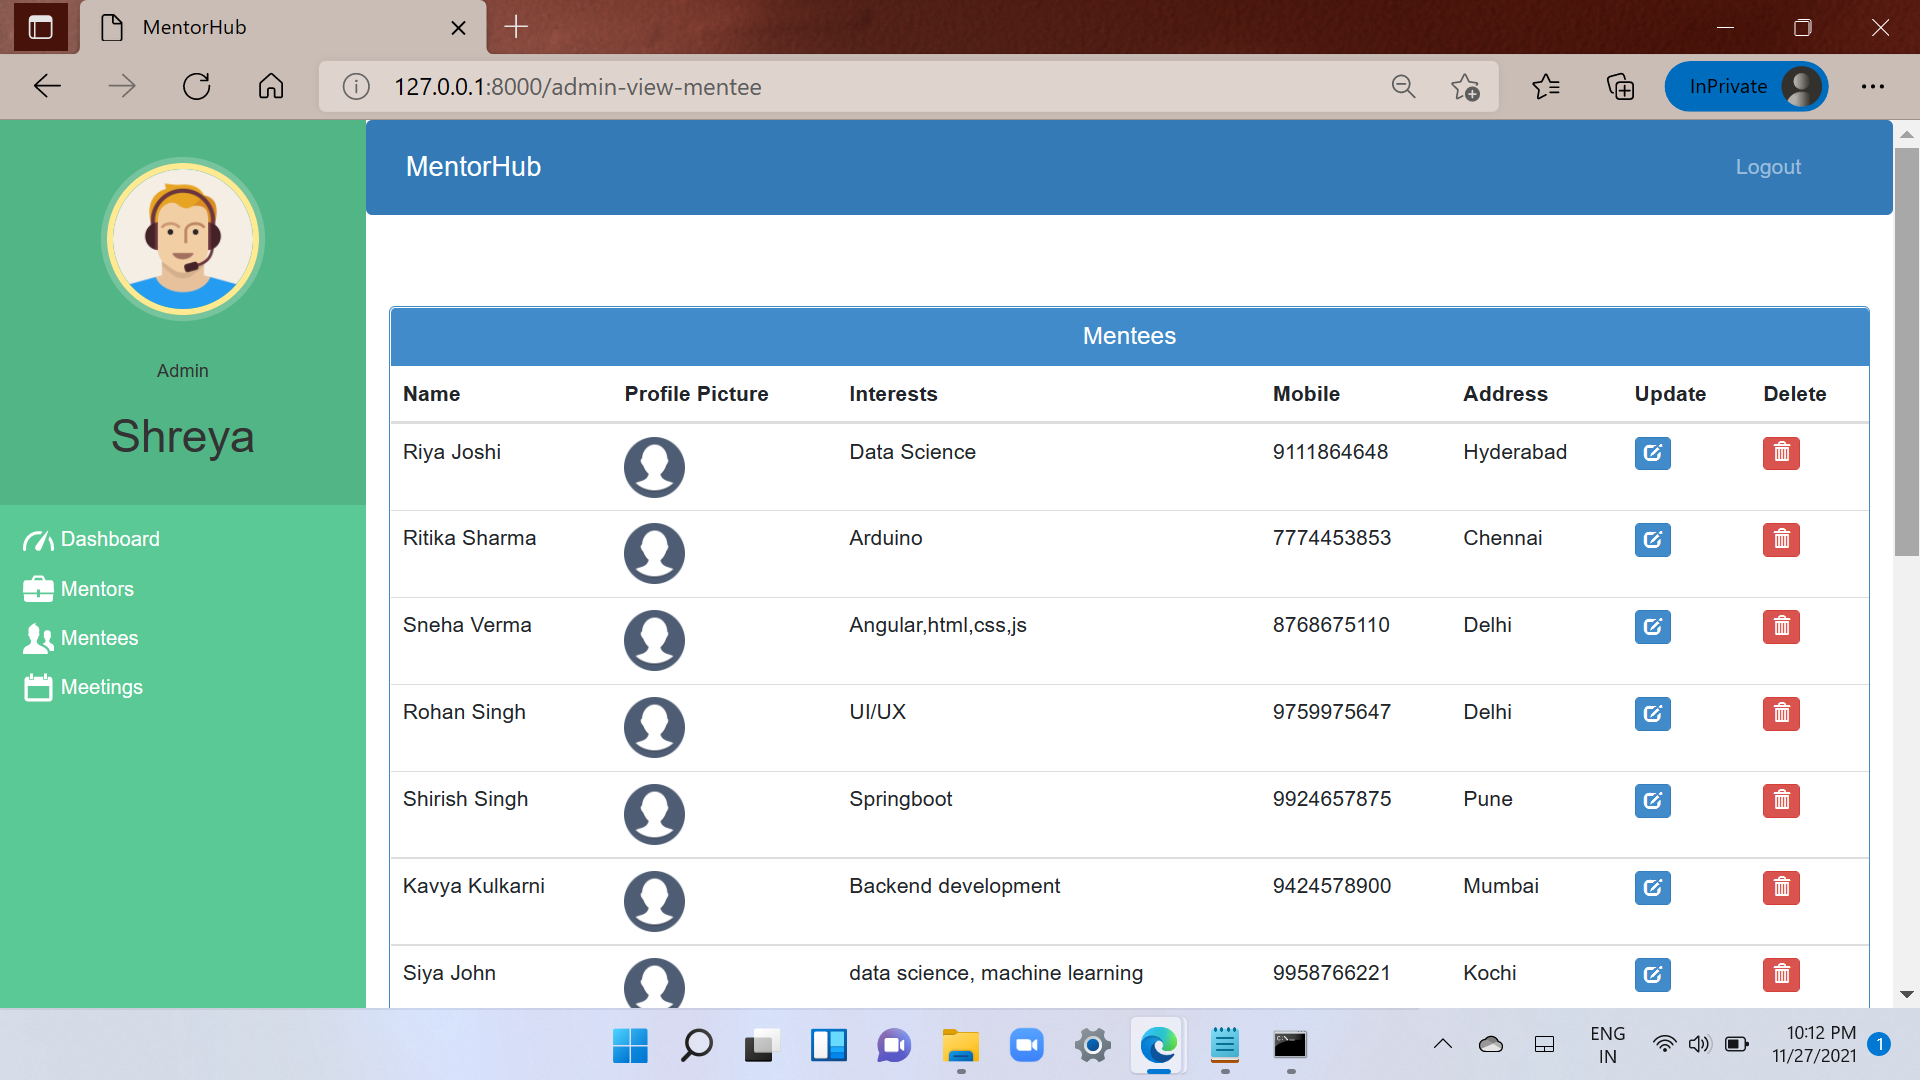 MentorHub
127.0.0.1:8000/admin-view-mentee
InPrivate
MentorHub
Logout
Admin
Shreya
Dashboard
Mentors
Mentees
Meetings
Mentees
Name Profile Picture Interests Mobile Address Update Delete
Riya Joshi Data Science 9111864648 Hyderabad
Ritika Sharma Arduino 7774453853 Chennai
Sneha Verma Angular,html,css,js 8768675110 Delhi
Rohan Singh UI/UX 9759975647 Delhi
Shirish Singh Springboot 9924657875 Pune
Kavya Kulkarni Backend development 9424578900 Mumbai
Siya John data science, machine learning 9958766221 Kochi
ENG
IN
10:12 PM
11/27/2021
1